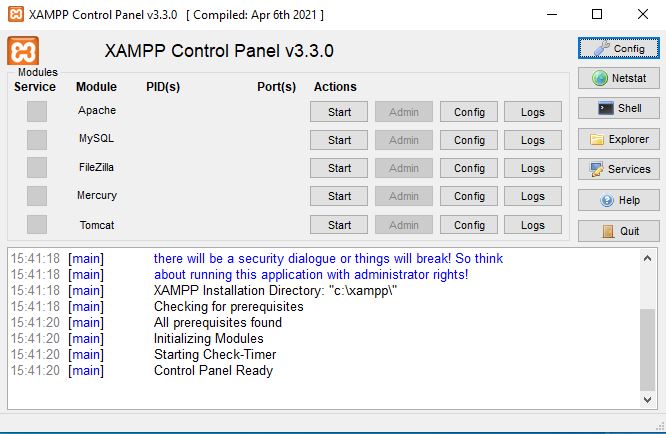 XAMPP Control Panel v3.3.0 [ Compiled: Apr 6th 2021 ]
XAMPP Control Panel v3.3.0
Config
Modules
Service Module PID(s) Port(s) Actions
Netstat
Apache Start Admin Config Logs
Shell
MySQL Start Admin Config Logs
Explorer
FileZilla Start Admin Config Logs
Services
Mercury Start Admin Config Logs
Help
Tomcat Start Admin Config Logs
Quit
15:41:18 [main] there will be a security dialogue or things will break! So think
15:41:18 [main] about running this application with administrator rights!
15:41:18 [main] XAMPP Installation Directory: "c:\xampp\"
15:41:18 [main] Checking for prerequisites
15:41:20 [main] All prerequisites found
15:41:20 [main] Initializing Modules
15:41:20 [main] Starting Check-Timer
15:41:20 [main] Control Panel Ready